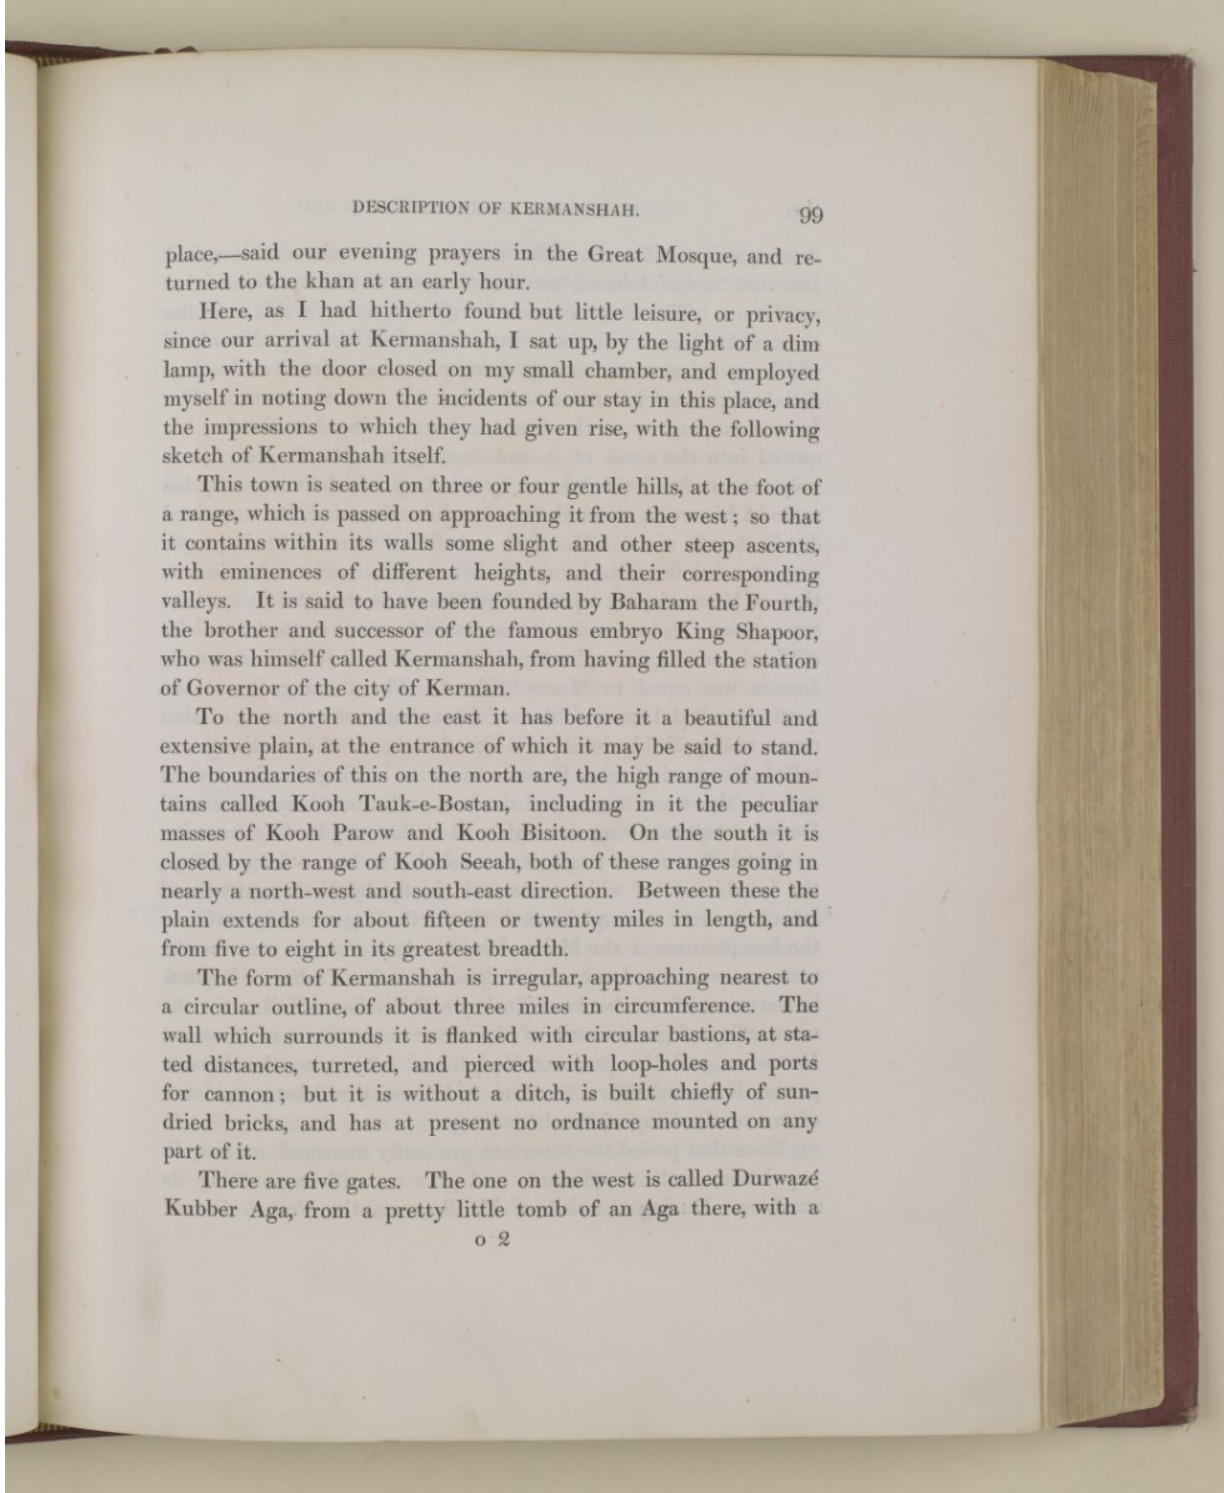 DESCRIPTION OF KERMANSHAH.
99
place,—said our evening prayers in the Great Mosque, and re-
turned to the khan at an early hour.
Here, as I had hitherto found but little leisure, or privacy,
since our arrival at Kermanshah, I sat up, by the light of a dim
lamp, with the door closed on my small chamber, and employed
myself in noting down the incidents of our stay in this place, and
the impressions to which they had given rise, with the following
sketch of Kermanshah itself.
This town is seated on three or four gentle hills, at the foot of
a range, which is passed on approaching it from the west; so that
it contains within its walls some slight and other steep ascents,
with eminences of different heights, and their corresponding
valleys. It is said to have been founded by Baharam the Fourth,
the brother and successor of the famous embryo King Shapoor,
who was himself called Kermanshah, from having filled the station
of Governor of the city of Kerman.
To the north and the east it has before it a beautiful and
extensive plain, at the entrance of which it may be said to stand.
The boundaries of this on the north are, the high range of moun-
tains called Kooh Tauk-e-Bostan, including in it the peculiar
masses of Kooh Parow and Kooh Bisitoon. On the south it is
closed by the range of Kooh Seeah, both of these ranges going in
nearly a north-west and south-east direction. Between these the
plain extends for about fifteen or twenty miles in length, and
from five to eight in its greatest breadth.
The form of Kermanshah is irregular, approaching nearest to
a circular outline, of about three miles in circumference. The
wall which surrounds it is flanked with circular bastions, at sta-
ted distances, turreted, and pierced with loop-holes and ports
for cannon; but it is without a ditch, is built chiefly of sun-
dried bricks, and has at present no ordnance mounted on any
part of it.
There are five gates. The one on the west is called Durwazé
Kubber Aga, from a pretty little tomb of an Aga there, with a
o 2